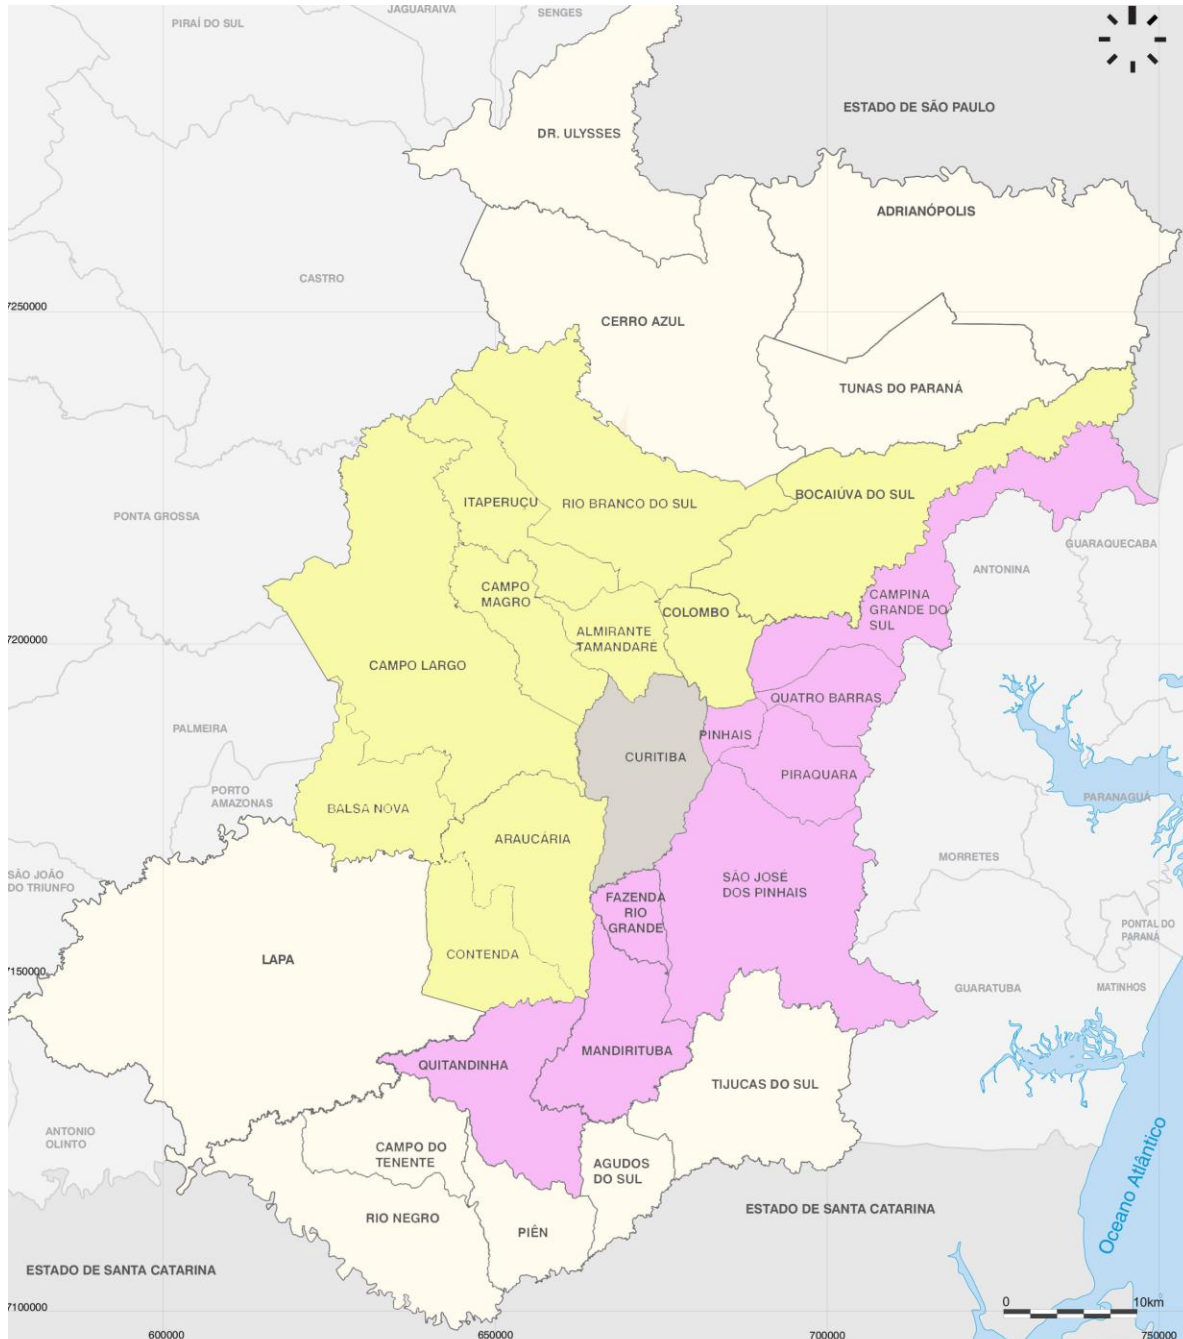 JAGUARAIVA
SENGES
PIRAÍ DO SUL
ESTADO DE SÃO PAULO
DR. ULYSSES
ADRIANÓPOLIS
CASTRO
7250000
CERRO AZUL
TUNAS DO PARANÁ
BOCAIÚVA DO SUL
ITAPERUÇU
RIO BRANCO DO SUL
PONTA GROSSA
GUARAQUECABA
ANTONINA
CAMPO
MAGRO
CAMPINA
GRANDE DO
SUL
COLOMBO
ALMIRANTE
TAMANDARE
7200000
CAMPO LARGO
QUATRO BARRAS
PALMEIRA
PINHAIS
CURITIBA
PIRAQUARA
PORTO
AMAZONAS
PARANAGUÁ
BALSA NOVA
ARAUCÁRIA
MORRETES
SÃO JOÃO
DO TRIUNFO
SÃO JOSÉ
DOS PINHAIS
FAZENDA
RIO
GRANDE
PONTAL DO
PARANÁ
CONTENDA
LAPA
7150000
GUARATUBA
MATINHOS
MANDIRITUBA
QUITANDINHA
TIJUCAS DO SUL
ANTONIO
OLINTO
CAMPO DO
TENENTE
AGUDOS
DO SUL
Oceano Atlântico
RIO NEGRO
PIÊN
ESTADO DE SANTA CATARINA
ESTADO DE SANTA CATARINA
0 10km
7100000
600000 650000 700000 750000